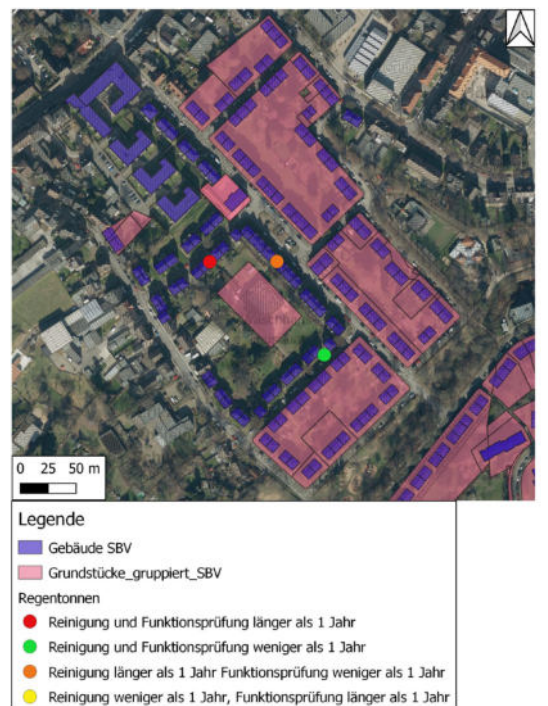 0 25 50 m
Legende
Gebäude SBV
Grundstücke_gruppiert_SBV
Regentonnen
Reinigung und Funktionsprüfung länger als 1 Jahr
Reinigung und Funktionsprüfung weniger als 1 Jahr
Reinigung länger als 1 Jahr Funktionsprüfung weniger als 1 Jahr
Reinigung weniger als 1 Jahr, Funktionsprüfung länger als 1 Jahr